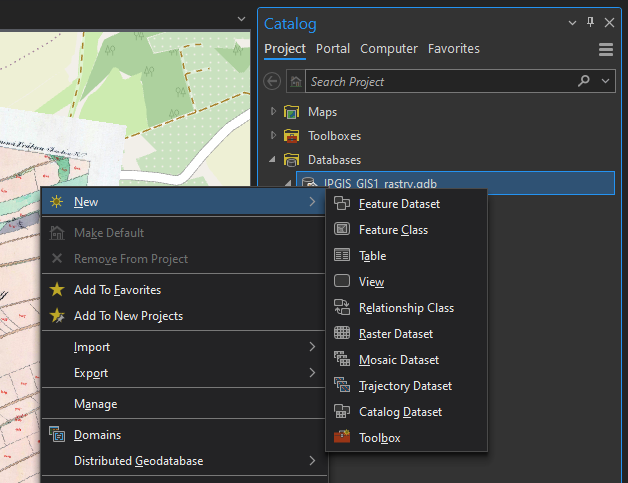 Catalog
Project Portal Computer Favorites
Search Project
Maps
Toolboxes
Databases
JPGIS_GIS1_rastry.gdb
New
Make Default
Remove From Project
Add To Favorites
Add To New Projects
Import
Export
Manage
Domains
Distributed Geodatabase
Feature Dataset
Feature Class
Table
View
Relationship Class
Raster Dataset
Mosaic Dataset
Trajectory Dataset
Catalog Dataset
Toolbox